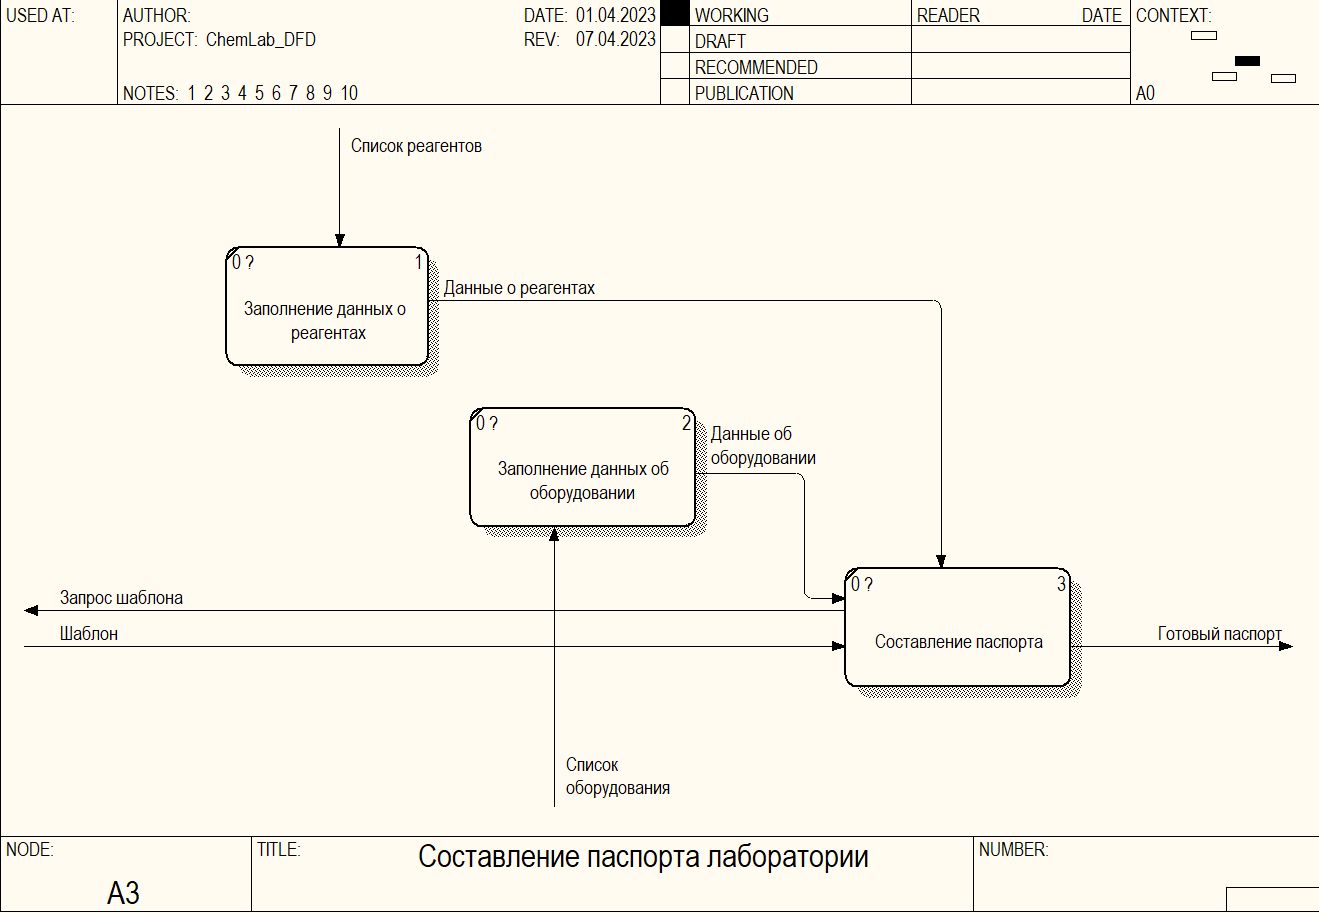 USED AT:
AUTHOR:
DATE: 01.04.2023
PROJECT: ChemLab_DFD
REV: 07.04.2023
NOTES: 1 2 3 4 5 6 7 8 9 10
WORKING
DRAFT
RECOMMENDED
PUBLICATION
READER DATE
CONTEXT:
A0
Список реагентов
0 ? 1
Заполнение данных о
реагентах
Данные о реагентах
0 ? 2
Заполнение данных об
оборудовании
Данные об
оборудовании
0 ? 3
Составление паспорта
Запрос шаблона
Шаблон
Готовый паспорт
Список
оборудования
NODE:
A3
TITLE:
Составление паспорта лаборатории
NUMBER: